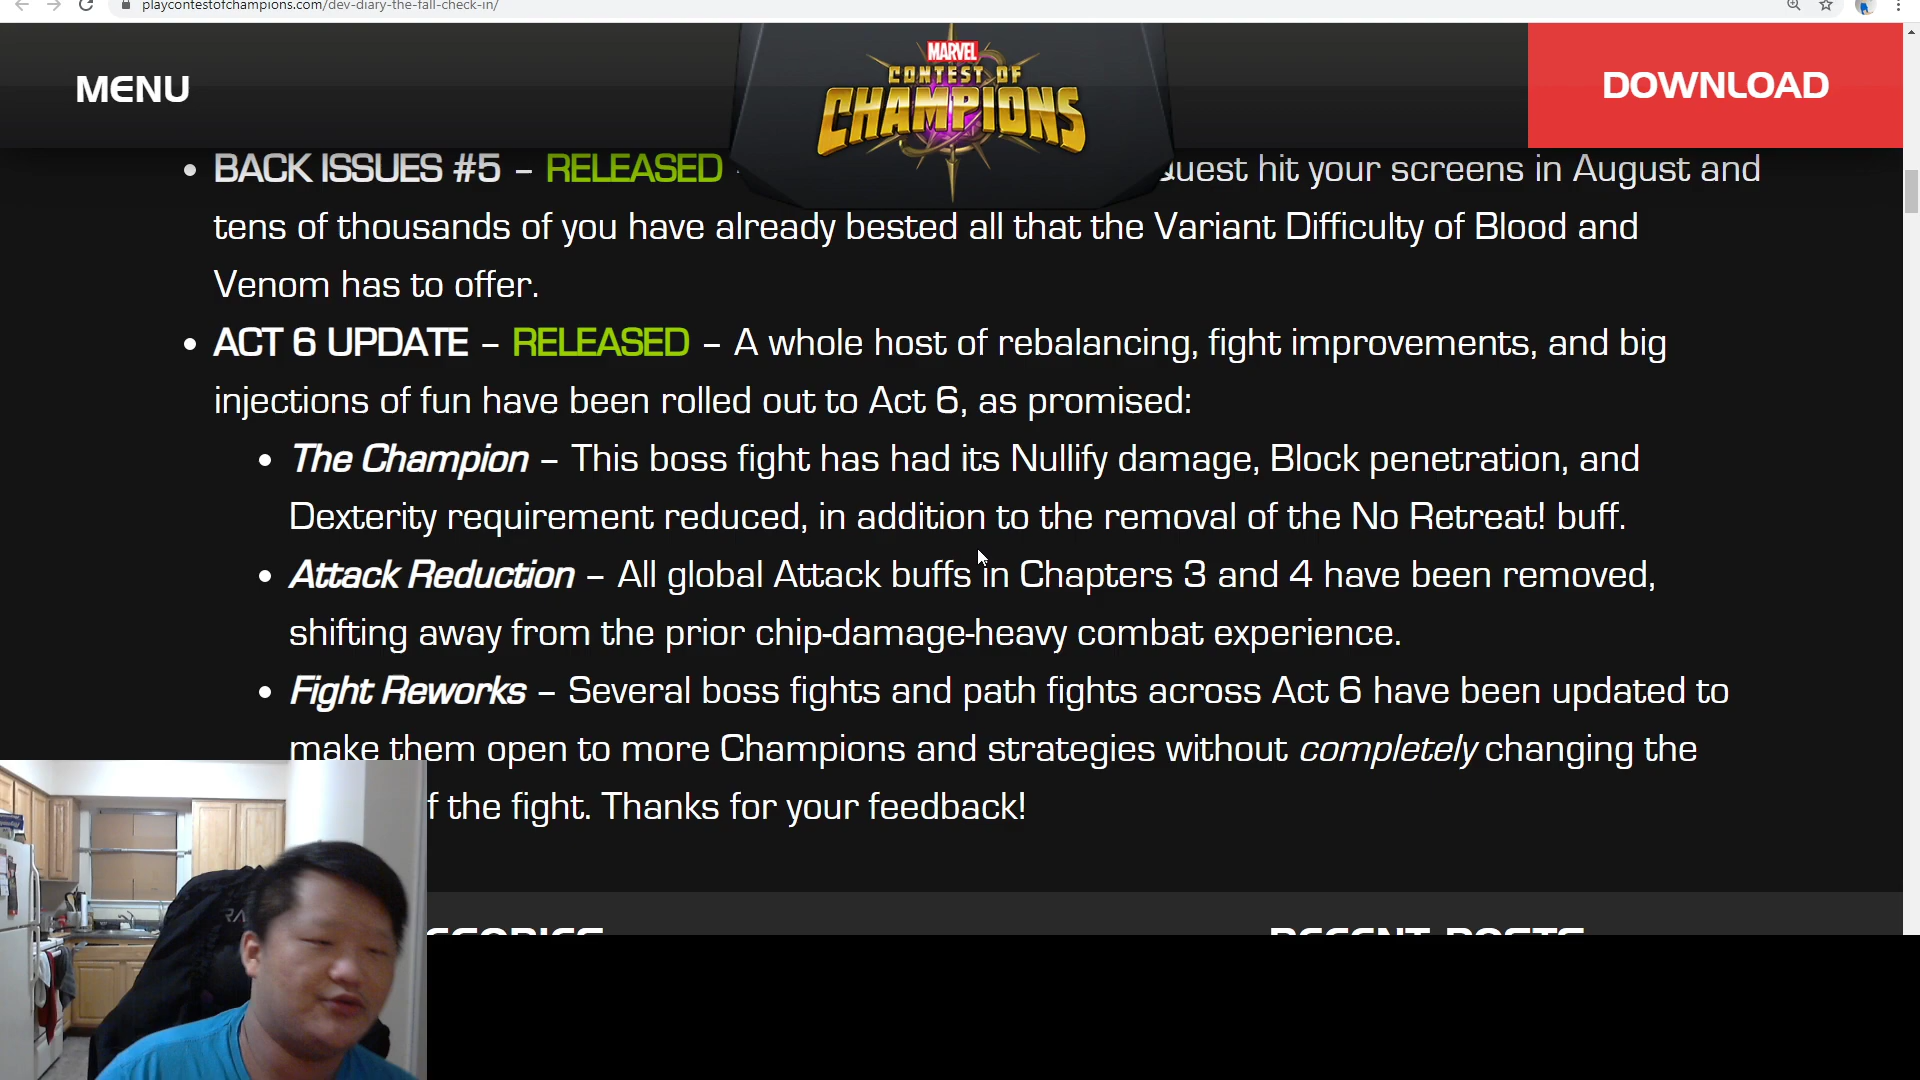 playcontestofchampions.com/dev-diary-the-fall-check-in/
MENU
MARVEL
CONTEST OF
CHAMPIONS
DOWNLOAD
• BACK ISSUES #5 – RELEASED hit your screens in August and
tens of thousands of you have already bested all that the Variant Difficulty of Blood and
Venom has to offer.
• ACT 6 UPDATE – RELEASED – A whole host of rebalancing, fight improvements, and big
injections of fun have been rolled out to Act 6, as promised:
• The Champion – This boss fight has had its Nullify damage, Block penetration, and
Dexterity requirement reduced, in addition to the removal of the No Retreat! buff.
• Attack Reduction – All global Attack buffs in Chapters 3 and 4 have been removed,
shifting away from the prior chip-damage-heavy combat experience.
• Fight Reworks – Several boss fights and path fights across Act 6 have been updated to
make them open to more Champions and strategies without completely changing the
f the fight. Thanks for your feedback!
RECENT POSTS